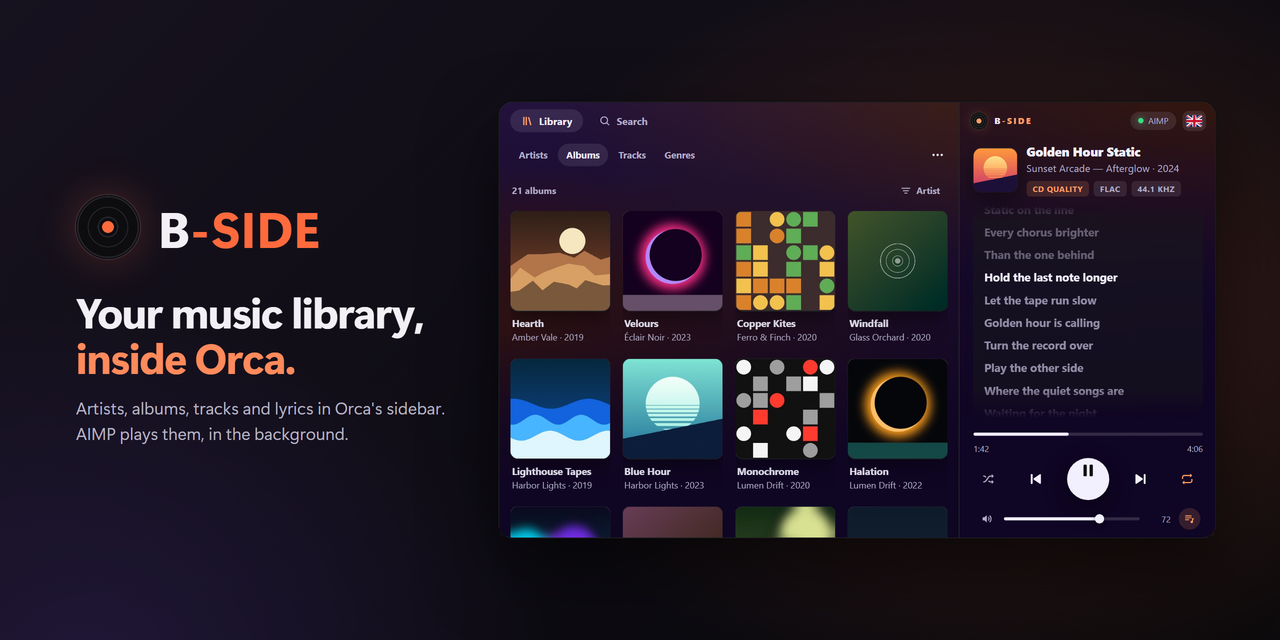 B-SIDE
Your music library,
inside Orca.
Artists, albums, tracks and lyrics in Orca's sidebar.
AIMP plays them, in the background.
Library
Search
Artists
Albums
Tracks
Genres
21 albums
Artist
Hearth
Amber Vale · 2019
Velours
Éclair Noir · 2023
Copper Kites
Ferro & Finch · 2020
Windfall
Glass Orchard · 2020
Lighthouse Tapes
Harbor Lights · 2019
Blue Hour
Harbor Lights · 2023
Monochrome
Lumen Drift · 2020
Halation
Lumen Drift · 2022
B-SIDE
AIMP
Golden Hour Static
Sunset Arcade — Afterglow · 2024
CD QUALITY
FLAC
44.1 KHZ
Static on the line
Every chorus brighter
Than the one behind
Hold the last note longer
Let the tape run slow
Golden hour is calling
Turn the record over
Play the other side
Where the quiet songs are
Waiting for the night
1:42
4:06
72